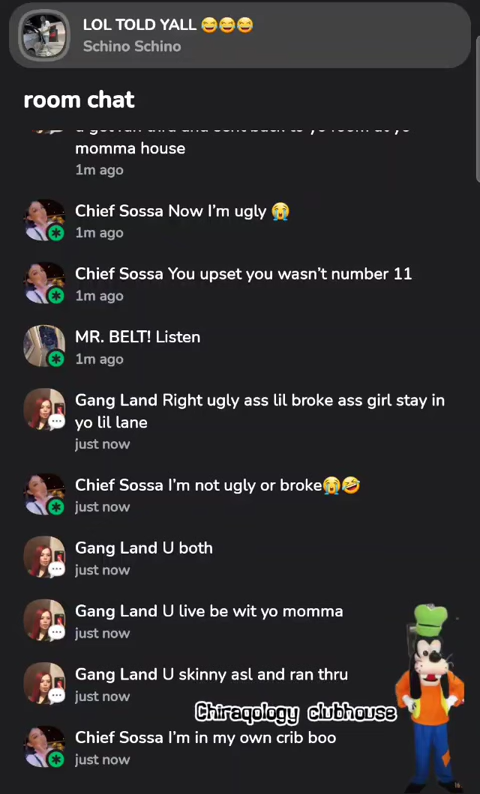 LOL TOLD YALL 😂😂😂
Schino Schino
room chat
momma house
1m ago
Chief Sossa Now I'm ugly 😭
1m ago
Chief Sossa You upset you wasn't number 11
1m ago
MR. BELT! Listen
1m ago
Gang Land Right ugly ass lil broke ass girl stay in
yo lil lane
just now
Chief Sossa I'm not ugly or broke😭🤣
just now
Gang Land U both
just now
Gang Land U live be wit yo momma
just now
Gang Land U skinny asl and ran thru
just now
Chiraqology clubhouse
Chief Sossa I'm in my own crib boo
just now